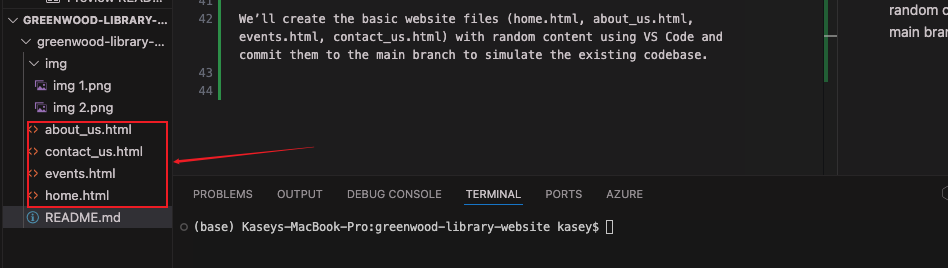 Preview READ...
GREENWOOD-LIBRARY-...
greenwood-library-...
img
img 1.png
img 2.png
about_us.html
contact_us.html
events.html
home.html
README.md
41
42 We’ll create the basic website files (home.html, about_us.html,
events.html, contact_us.html) with random content using VS Code and
commit them to the main branch to simulate the existing codebase.
43
44
random c
main bran
PROBLEMS OUTPUT DEBUG CONSOLE TERMINAL PORTS AZURE
(base) Kaseys-MacBook-Pro:greenwood-library-website kasey$